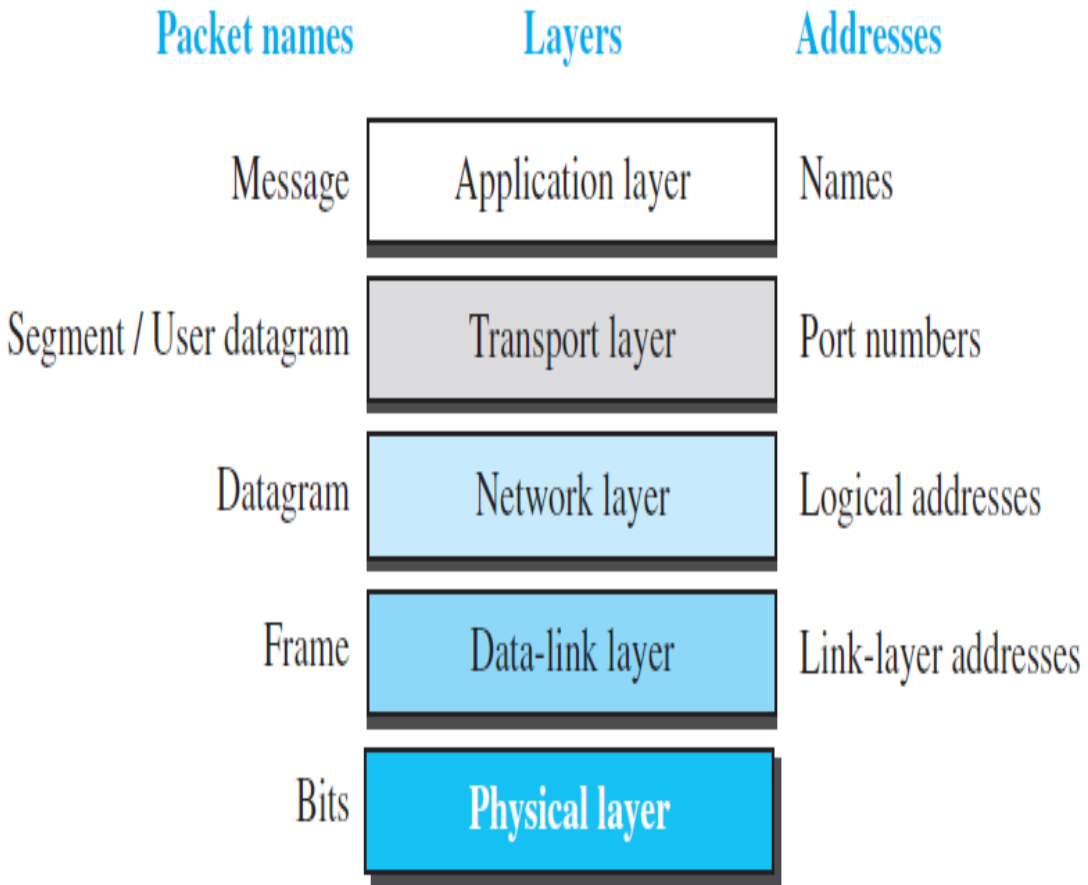 Packet names Layers Addresses
Message Application layer Names
Segment / User datagram Transport layer Port numbers
Datagram Network layer Logical addresses
Frame Data-link layer Link-layer addresses
Bits Physical layer